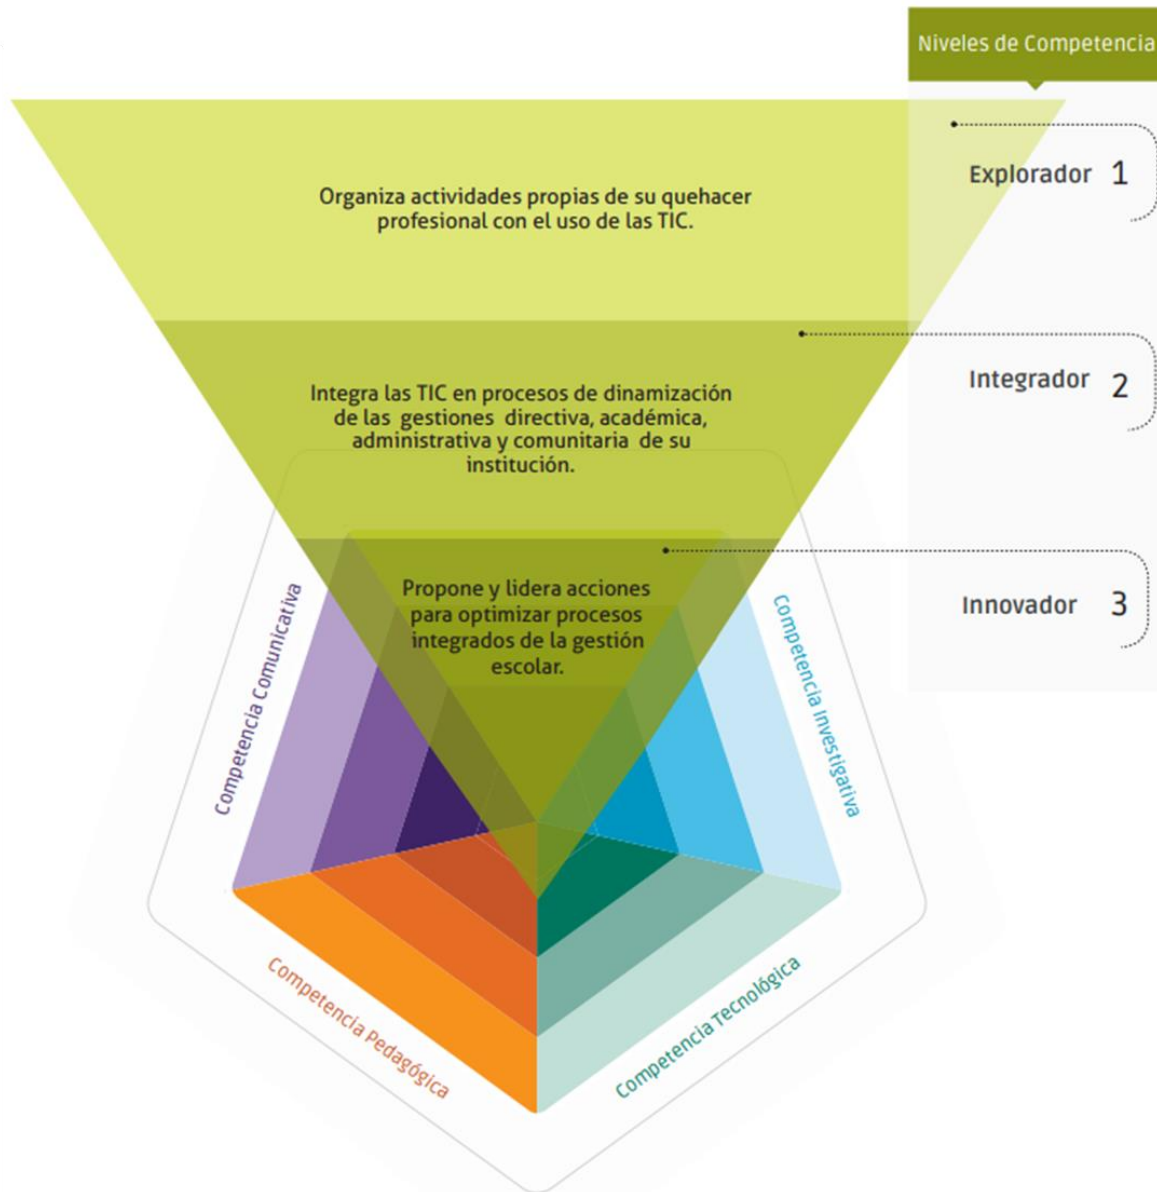 Niveles de Competencia
Organiza actividades propias de su quehacer
profesional con el uso de las TIC.
Explorador 1
Integra las TIC en procesos de dinamización
de las gestiones directiva, académica,
administrativa y comunitaria de su
institución.
Integrador 2
Propone y lidera acciones
para optimizar procesos
integrados de la gestión
escolar.
Innovador 3
Competencia Comunicativa
Competencia Investigativa
Competencia Pedagógica
Competencia Tecnológica